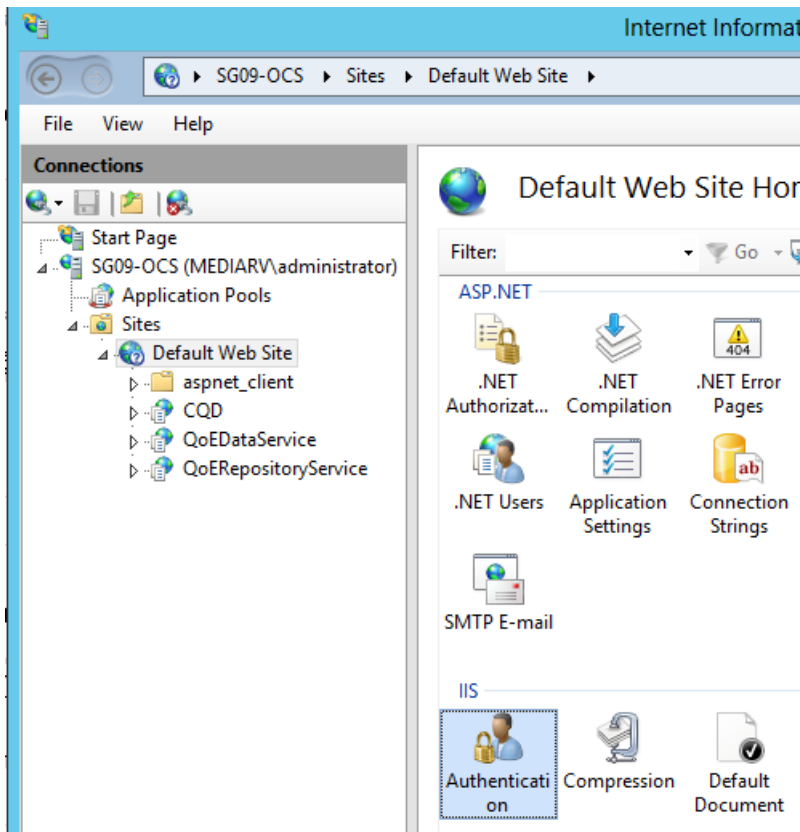 Internet Informat
SG09-OCS Sites Default Web Site
File View Help
Connections
Start Page
SG09-OCS (MEDIARV\administrator)
Application Pools
Sites
Default Web Site
aspnet_client
CQD
QoEDataService
QoERepositoryService
Default Web Site Hor
Filter: Go
ASP.NET
.NET Authorizat...
.NET Compilation
.NET Error Pages
404
.NET Users
Application Settings
Connection Strings
ab
SMTP E-mail
IIS
Authenticati
on
Compression
Default Document